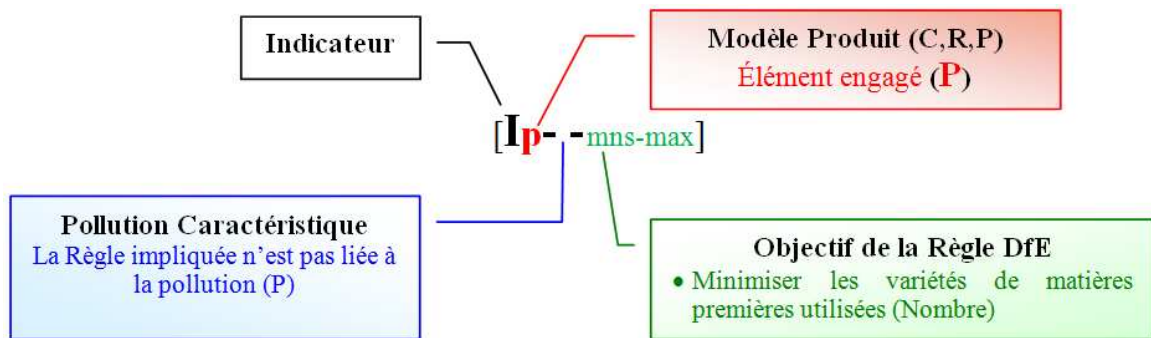 Indicateur
Modèle Produit (C,R,P)
Élément engagé (P)
[Ip- -mns-max]
Pollution Caractéristique
La Règle impliquée n’est pas liée à
la pollution (P)
Objectif de la Règle DfE
• Minimiser les variétés de matières
premières utilisées (Nombre)